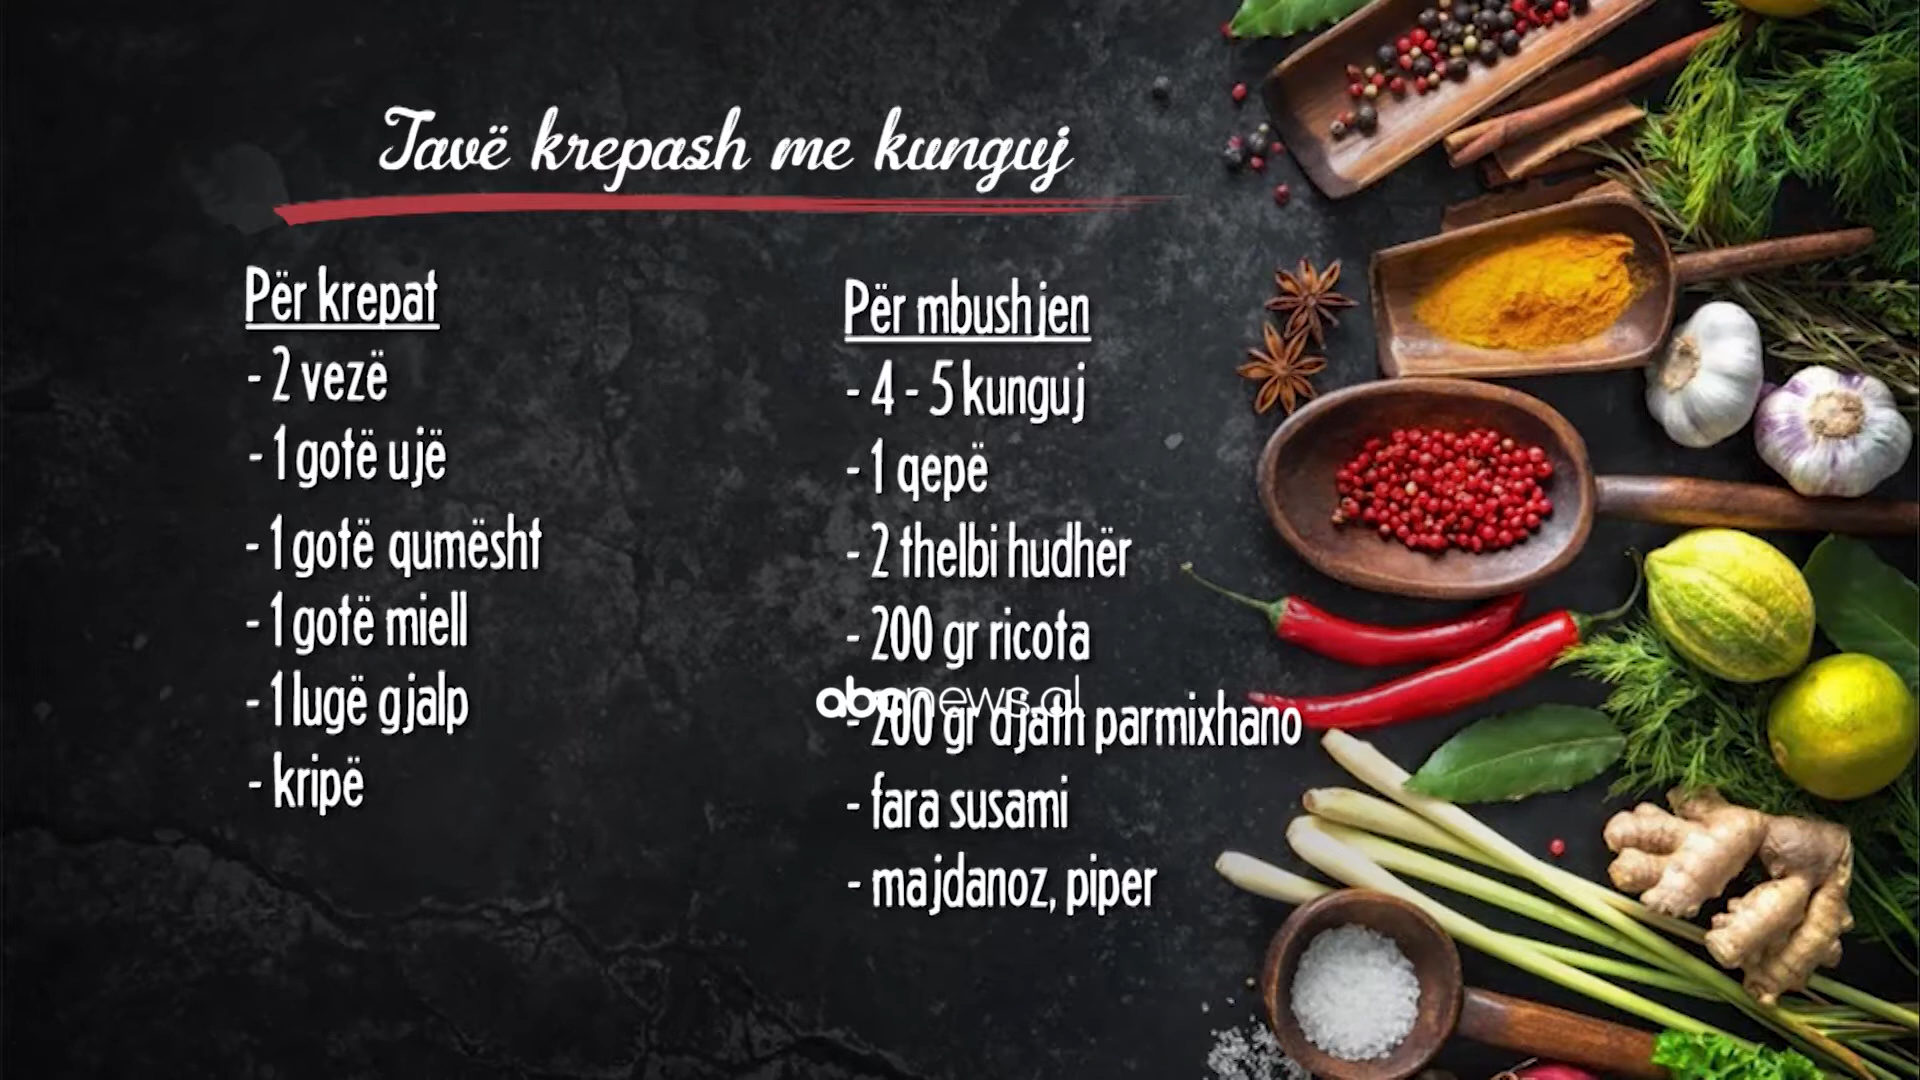 Tavë krepash me kunguj
Për krepat
- 2 vezë
- 1 gotë ujë
- 1 gotë qumësht
- 1 gotë miell
- 1 lugë gjalp
- kripë
Për mbushjen
- 4 - 5 kunguj
- 1 qepë
- 2 thelbi hudhër
- 200 gr ricota
- 200 gr djath parmixhano
- fara susami
- majdanoz, piper
abcnews.al